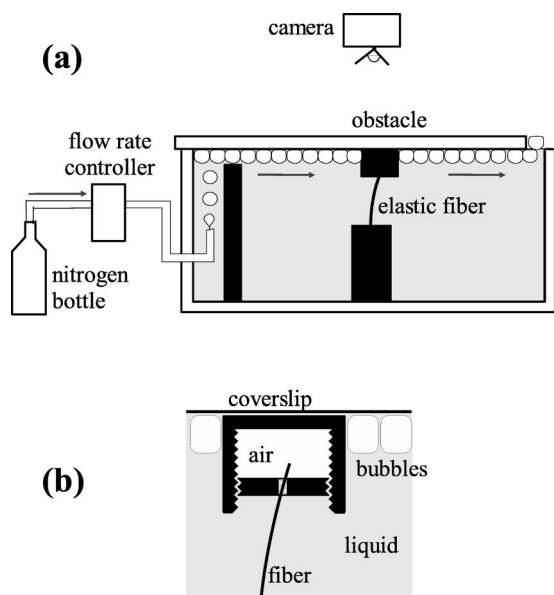 camera
(a)
obstacle
flow rate
controller
elastic fiber
nitrogen
bottle
coverslip
air
bubbles
(b)
liquid
fiber